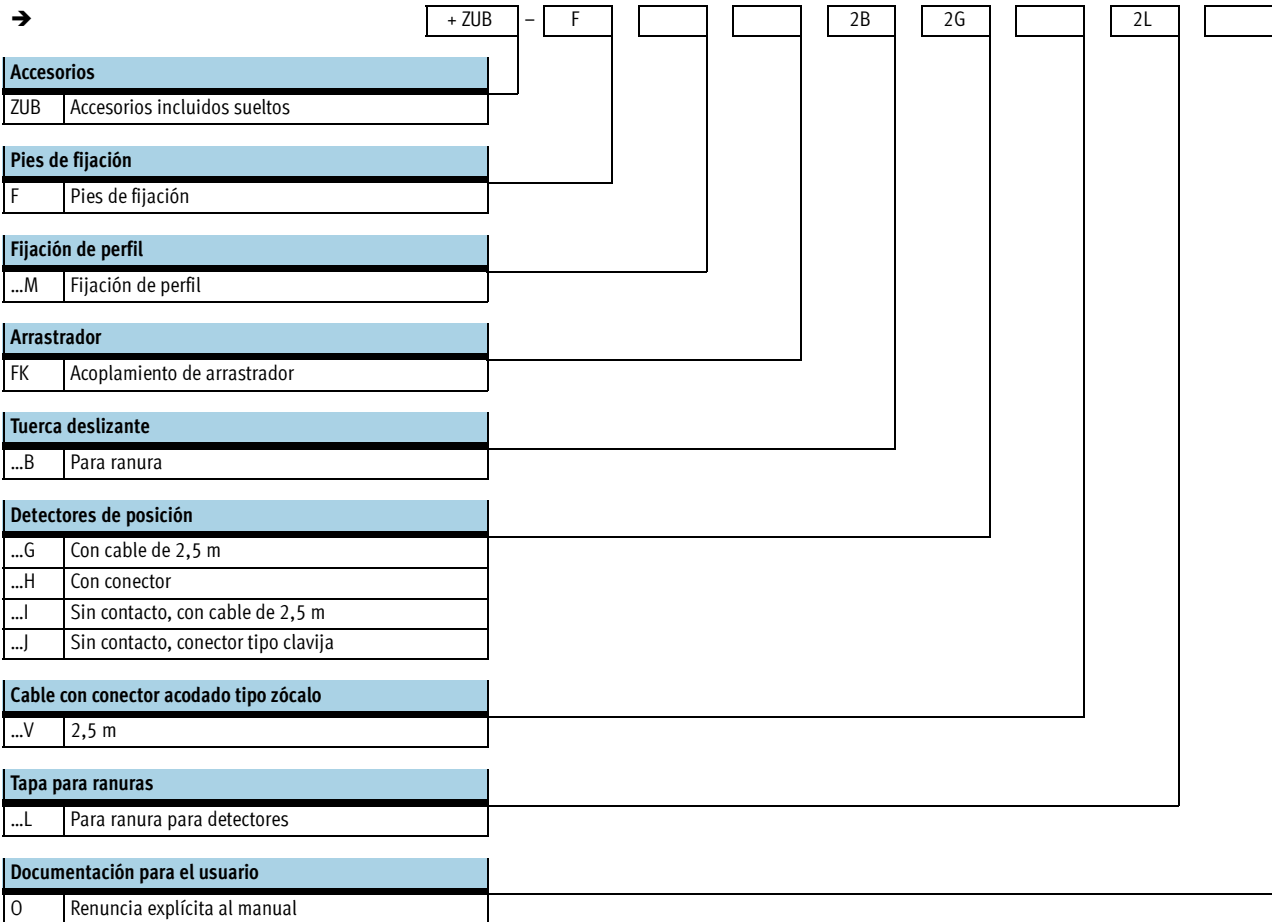 ➔ + ZUB – F 2B 2G 2L
Accesorios
ZUB Accesorios incluidos sueltos
Pies de fijación
F Pies de fijación
Fijación de perfil
...M Fijación de perfil
Arrastrador
FK Acoplamiento de arrastrador
Tuerca deslizante
...B Para ranura
Detectores de posición
...G Con cable de 2,5 m
...H Con conector
...I Sin contacto, con cable de 2,5 m
...J Sin contacto, conector tipo clavija
Cable con conector acodado tipo zócalo
...V 2,5 m
Tapa para ranuras
...L Para ranura para detectores
Documentación para el usuario
O Renuncia explícita al manual